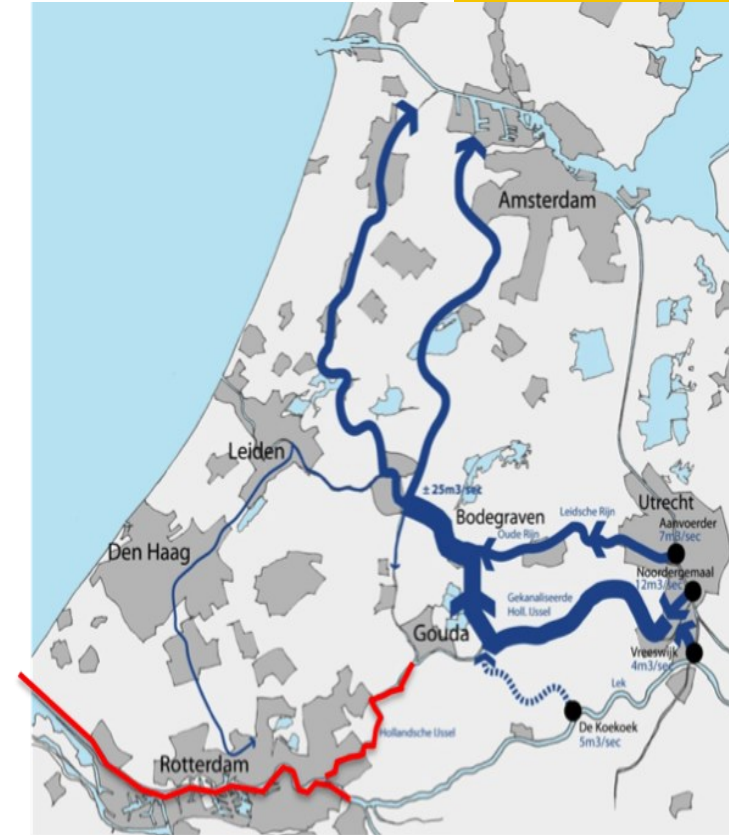 Amsterdam
Leiden
± 25m3/sec
Bodegraven
Leidsche Rijn
Oude Rijn
Utrecht
Aanvoerder
7m3/sec
Den Haag
Noordergemaal
12m3/sec
Gekanaliseerde
Holl. IJssel
Gouda
Vreeswijk
4m3/sec
Lek
Hollandsche IJssel
De Koekoek
5m3/sec
Rotterdam